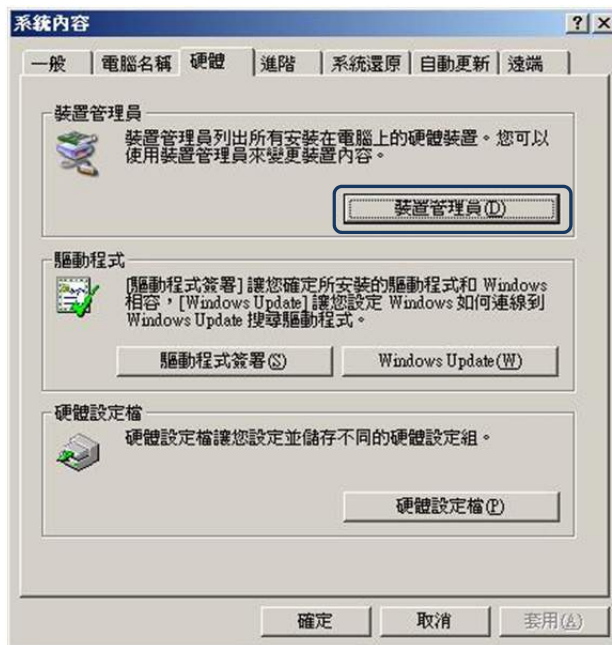 系統內容
一般 電腦名稱 硬體 進階 系統還原 自動更新 遠端
裝置管理員
裝置管理員列出所有安裝在電腦上的硬體裝置。您可以
使用裝置管理員來變更裝置內容。
裝置管理員(D)
驅動程式
[驅動程式簽署] 讓您確定所安裝的驅動程式和 Windows
相容，[Windows Update] 讓您設定 Windows 如何連線到
Windows Update 搜尋驅動程式。
驅動程式簽署(S) Windows Update(W)
硬體設定檔
硬體設定檔讓您設定並儲存不同的硬體設定組。
硬體設定檔(P)
確定 取消 套用(A)